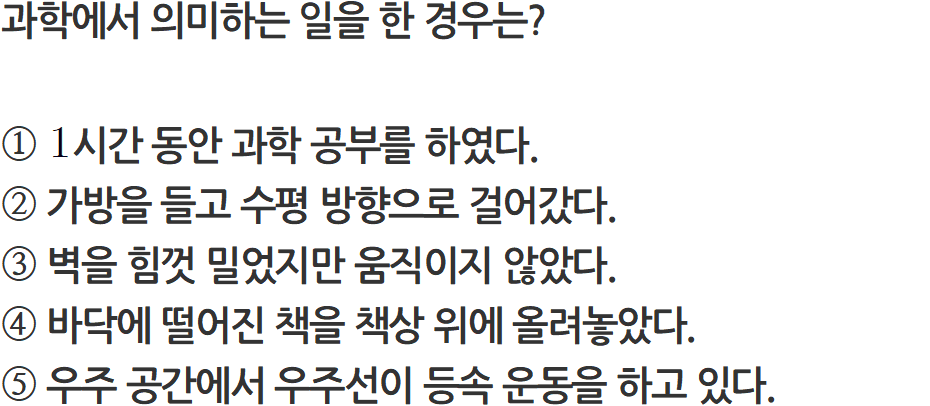 과학에서 의미하는 일을 한 경우는?
① 1시간 동안 과학 공부를 하였다.
② 가방을 들고 수평 방향으로 걸어갔다.
③ 벽을 힘껏 밀었지만 움직이지 않았다.
④ 바닥에 떨어진 책을 책상 위에 올려놓았다.
⑤ 우주 공간에서 우주선이 등속 운동을 하고 있다.